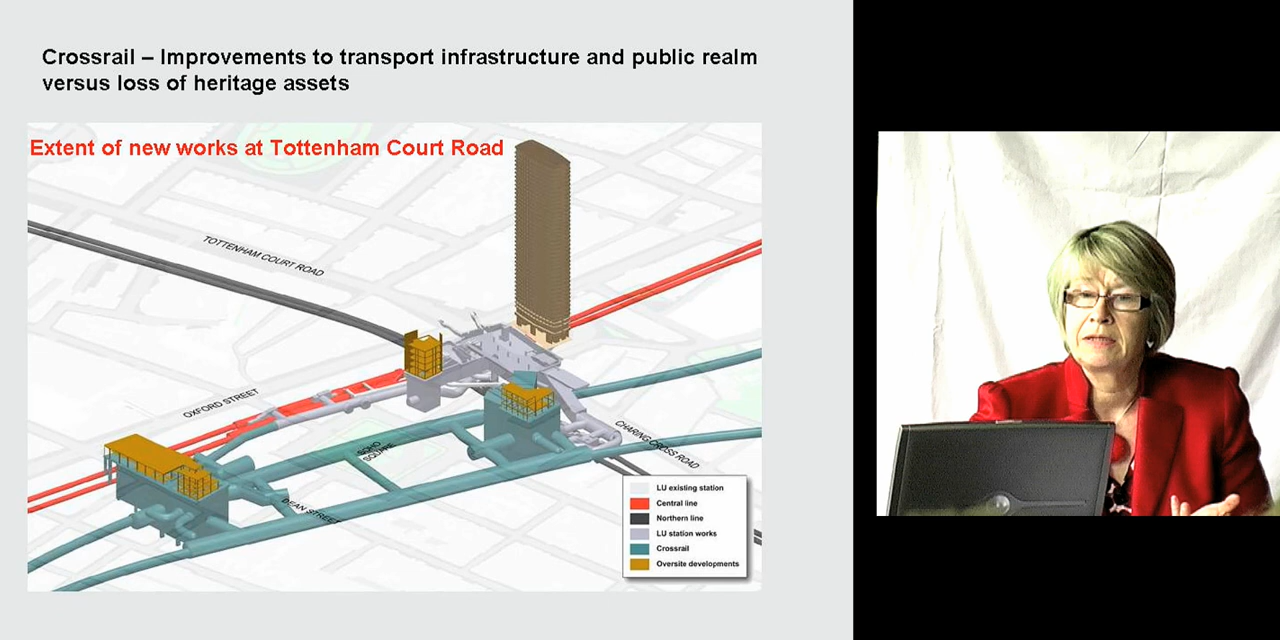 Crossrail – Improvements to transport infrastructure and public realm
versus loss of heritage assets
Extent of new works at Tottenham Court Road
TOTTENHAM COURT ROAD
OXFORD STREET
SOHO
SQUARE
CHARING CROSS ROAD
DEAN STREET
LU existing station
Central line
Northern line
LU station works
Crossrail
Oversite developments